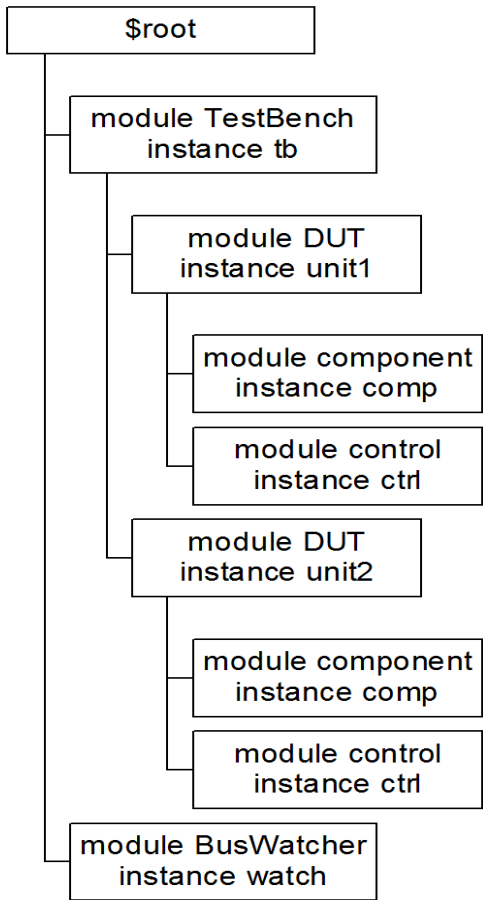 $root
module TestBench
instance tb
module DUT
instance unit1
module component
instance comp
module control
instance ctrl
module DUT
instance unit2
module component
instance comp
module control
instance ctrl
module BusWatcher
instance watch